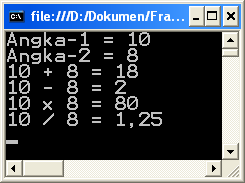 file:///D:/Dokumen/Fra...
Angka-1 = 10
Angka-2 = 8
10 + 8 = 18
10 - 8 = 2
10 x 8 = 80
10 / 8 = 1,25